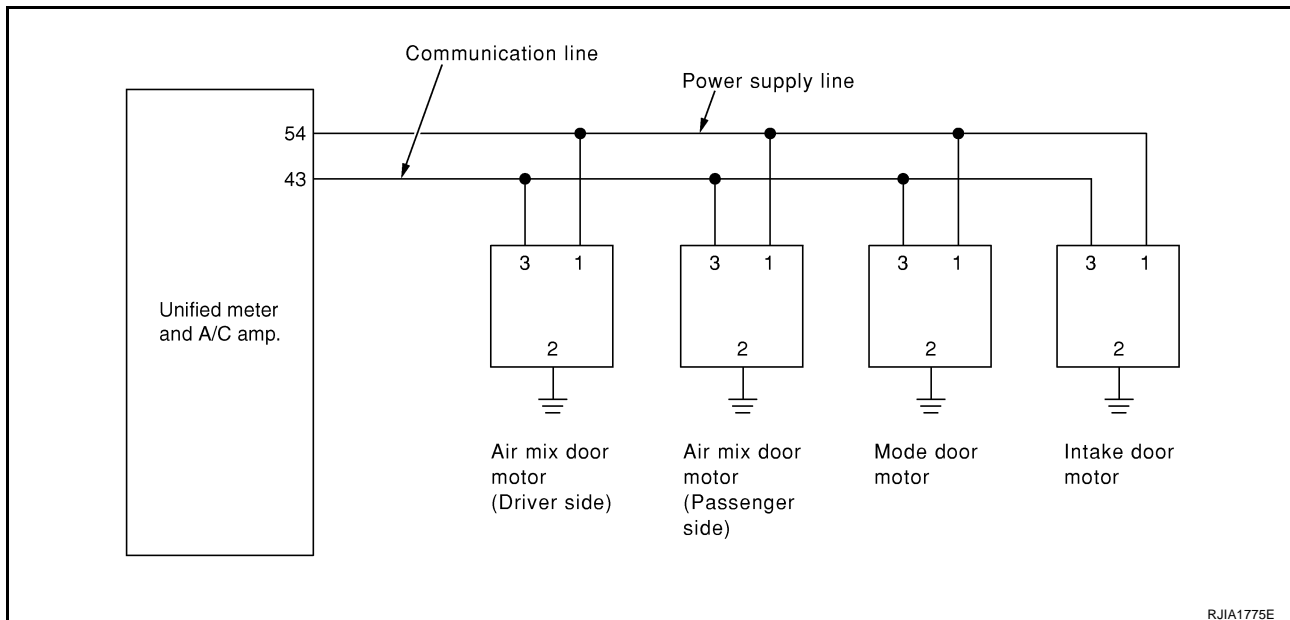 Communication line
Power supply line
54
43
3 1 3 1 3 1 3 1
Unified meter
and A/C amp.
2 2 2 2
Air mix door
motor
(Driver side)
Air mix door
motor
(Passenger
side)
Mode door
motor
Intake door
motor
RJIA1775E